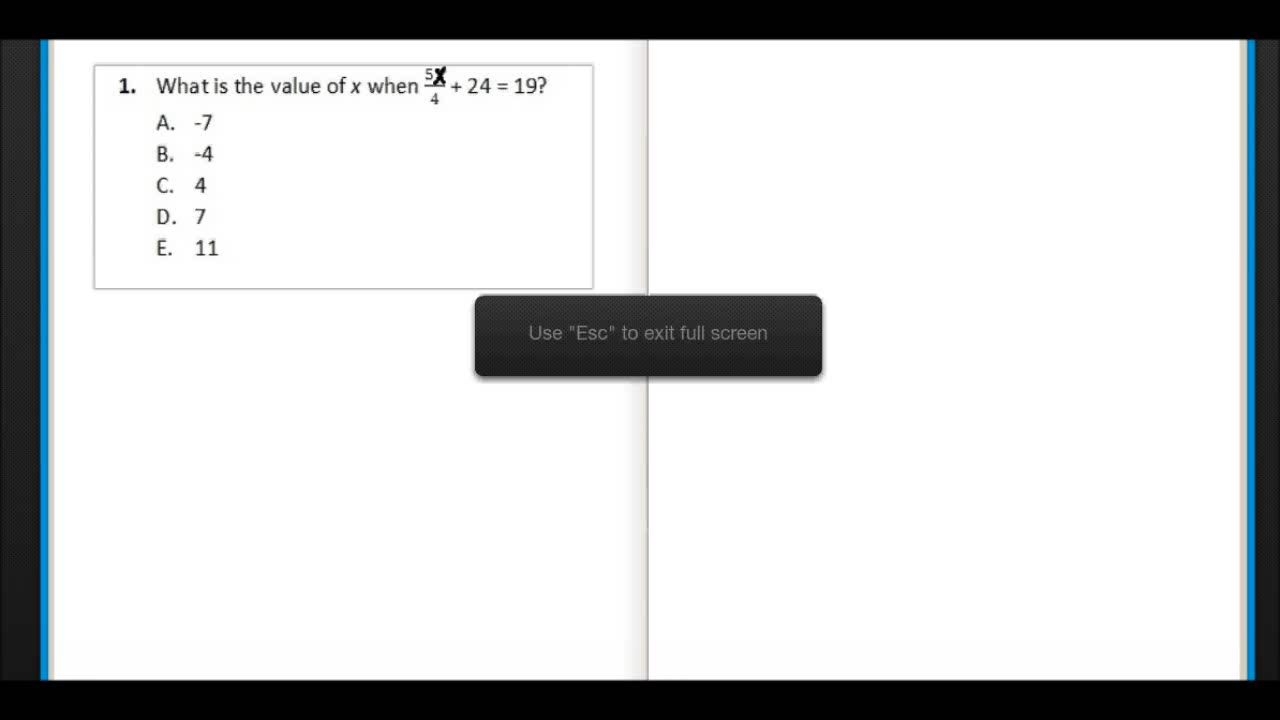 1. What is the value of x when 5x/4 + 24 = 19?
A. -7
B. -4
C. 4
D. 7
E. 11
Use "Esc" to exit full screen